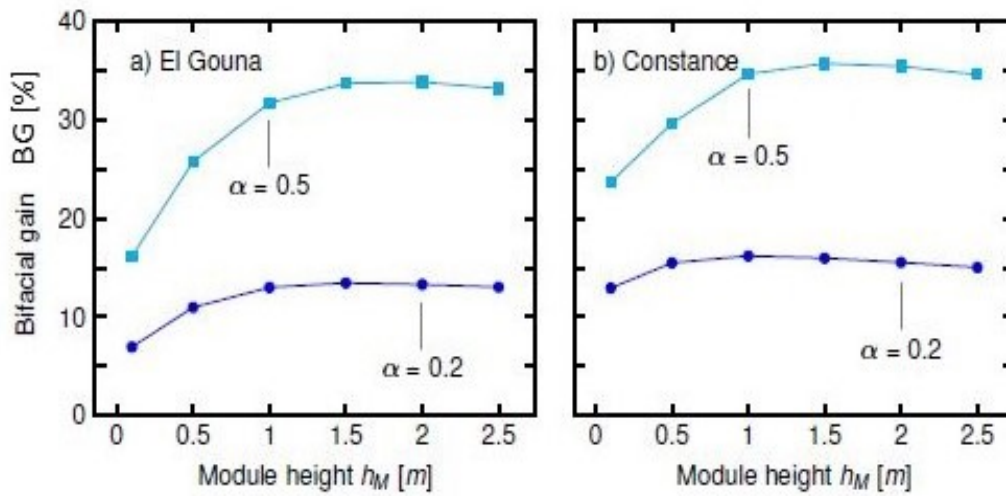 40
30
20
10
0
Bifacial gain BG [%]
a) El Gouna
α = 0.5
α = 0.2
0 0.5 1 1.5 2 2.5
Module height hM [m]
b) Constance
α = 0.5
α = 0.2
0 0.5 1 1.5 2 2.5
Module height hM [m]